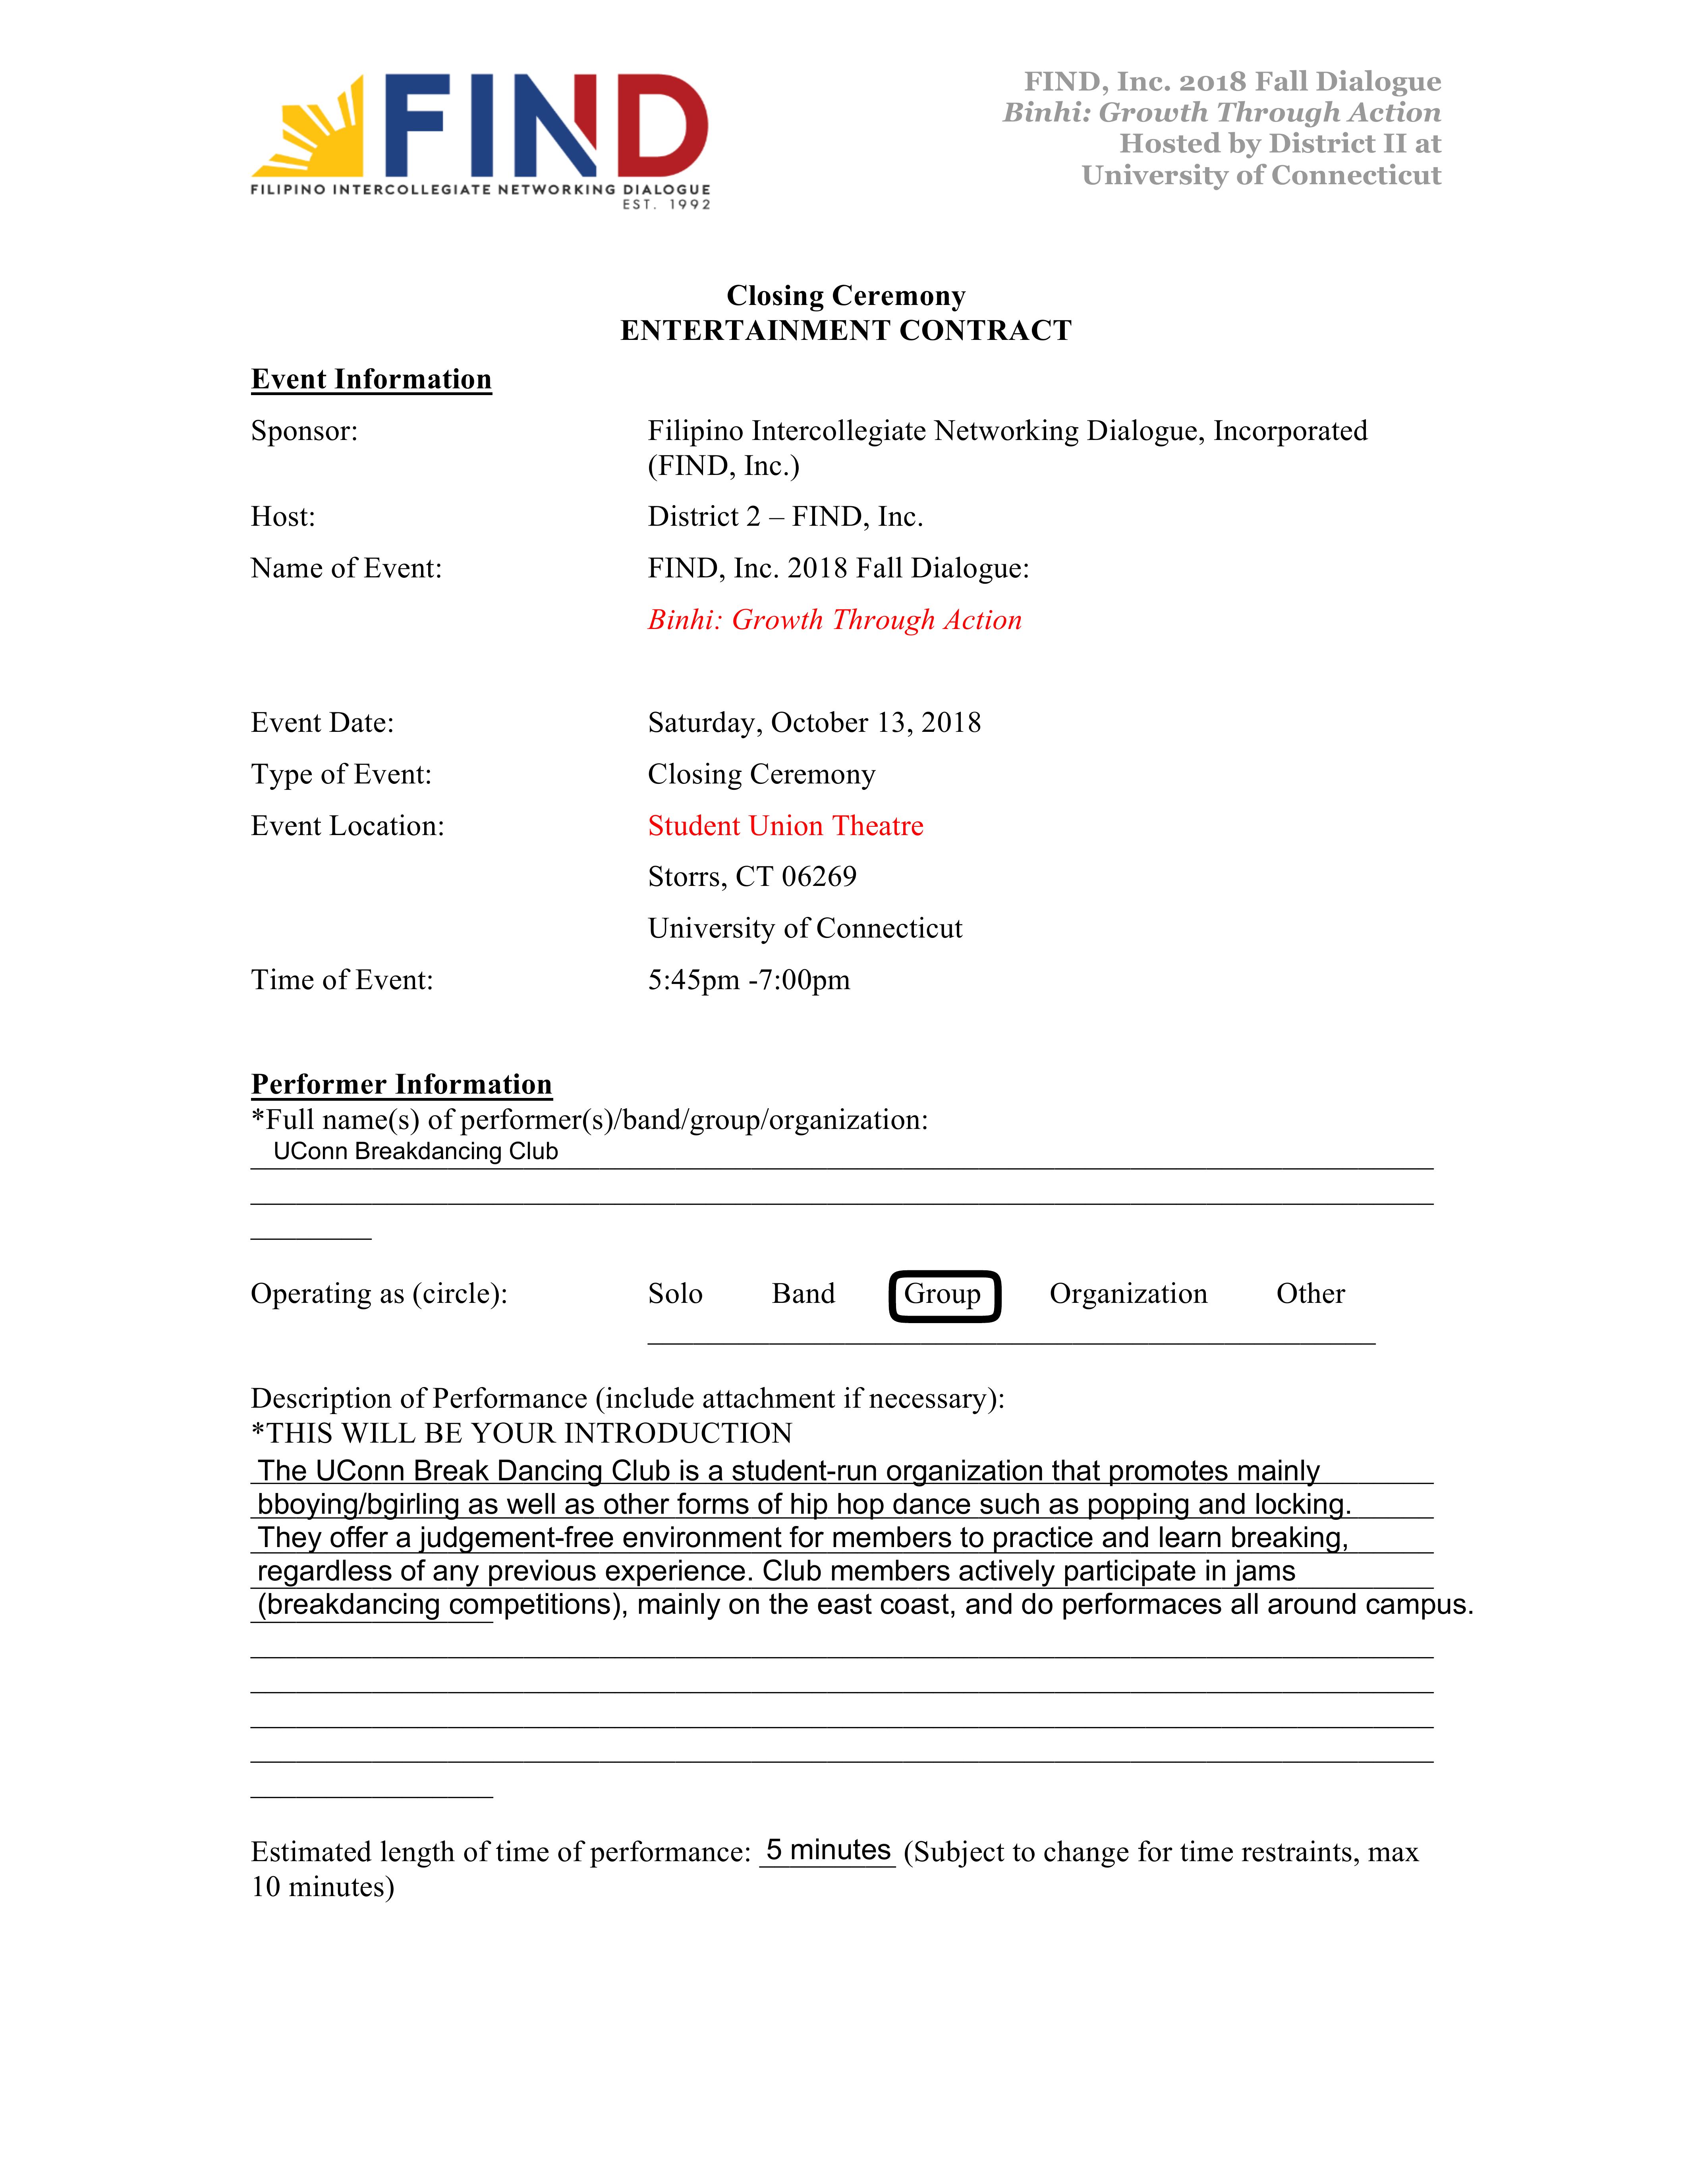 FIND
FILIPINO INTERCOLLEGIATE NETWORKING DIALOGUE
EST. 1992
FIND, Inc. 2018 Fall Dialogue
Binhi: Growth Through Action
Hosted by District II at
University of Connecticut
Closing Ceremony
ENTERTAINMENT CONTRACT
Event Information
Sponsor: Filipino Intercollegiate Networking Dialogue, Incorporated
(FIND, Inc.)
Host: District 2 – FIND, Inc.
Name of Event: FIND, Inc. 2018 Fall Dialogue:
Binhi: Growth Through Action
Event Date: Saturday, October 13, 2018
Type of Event: Closing Ceremony
Event Location: Student Union Theatre
Storrs, CT 06269
University of Connecticut
Time of Event: 5:45pm -7:00pm
Performer Information
*Full name(s) of performer(s)/band/group/organization:
UConn Breakdancing Club
Operating as (circle): Solo Band Group Organization Other
Description of Performance (include attachment if necessary):
*THIS WILL BE YOUR INTRODUCTION
The UConn Break Dancing Club is a student-run organization that promotes mainly
bboying/bgirling as well as other forms of hip hop dance such as popping and locking.
They offer a judgement-free environment for members to practice and learn breaking,
regardless of any previous experience. Club members actively participate in jams
(breakdancing competitions), mainly on the east coast, and do performaces all around campus.
Estimated length of time of performance: 5 minutes (Subject to change for time restraints, max
10 minutes)